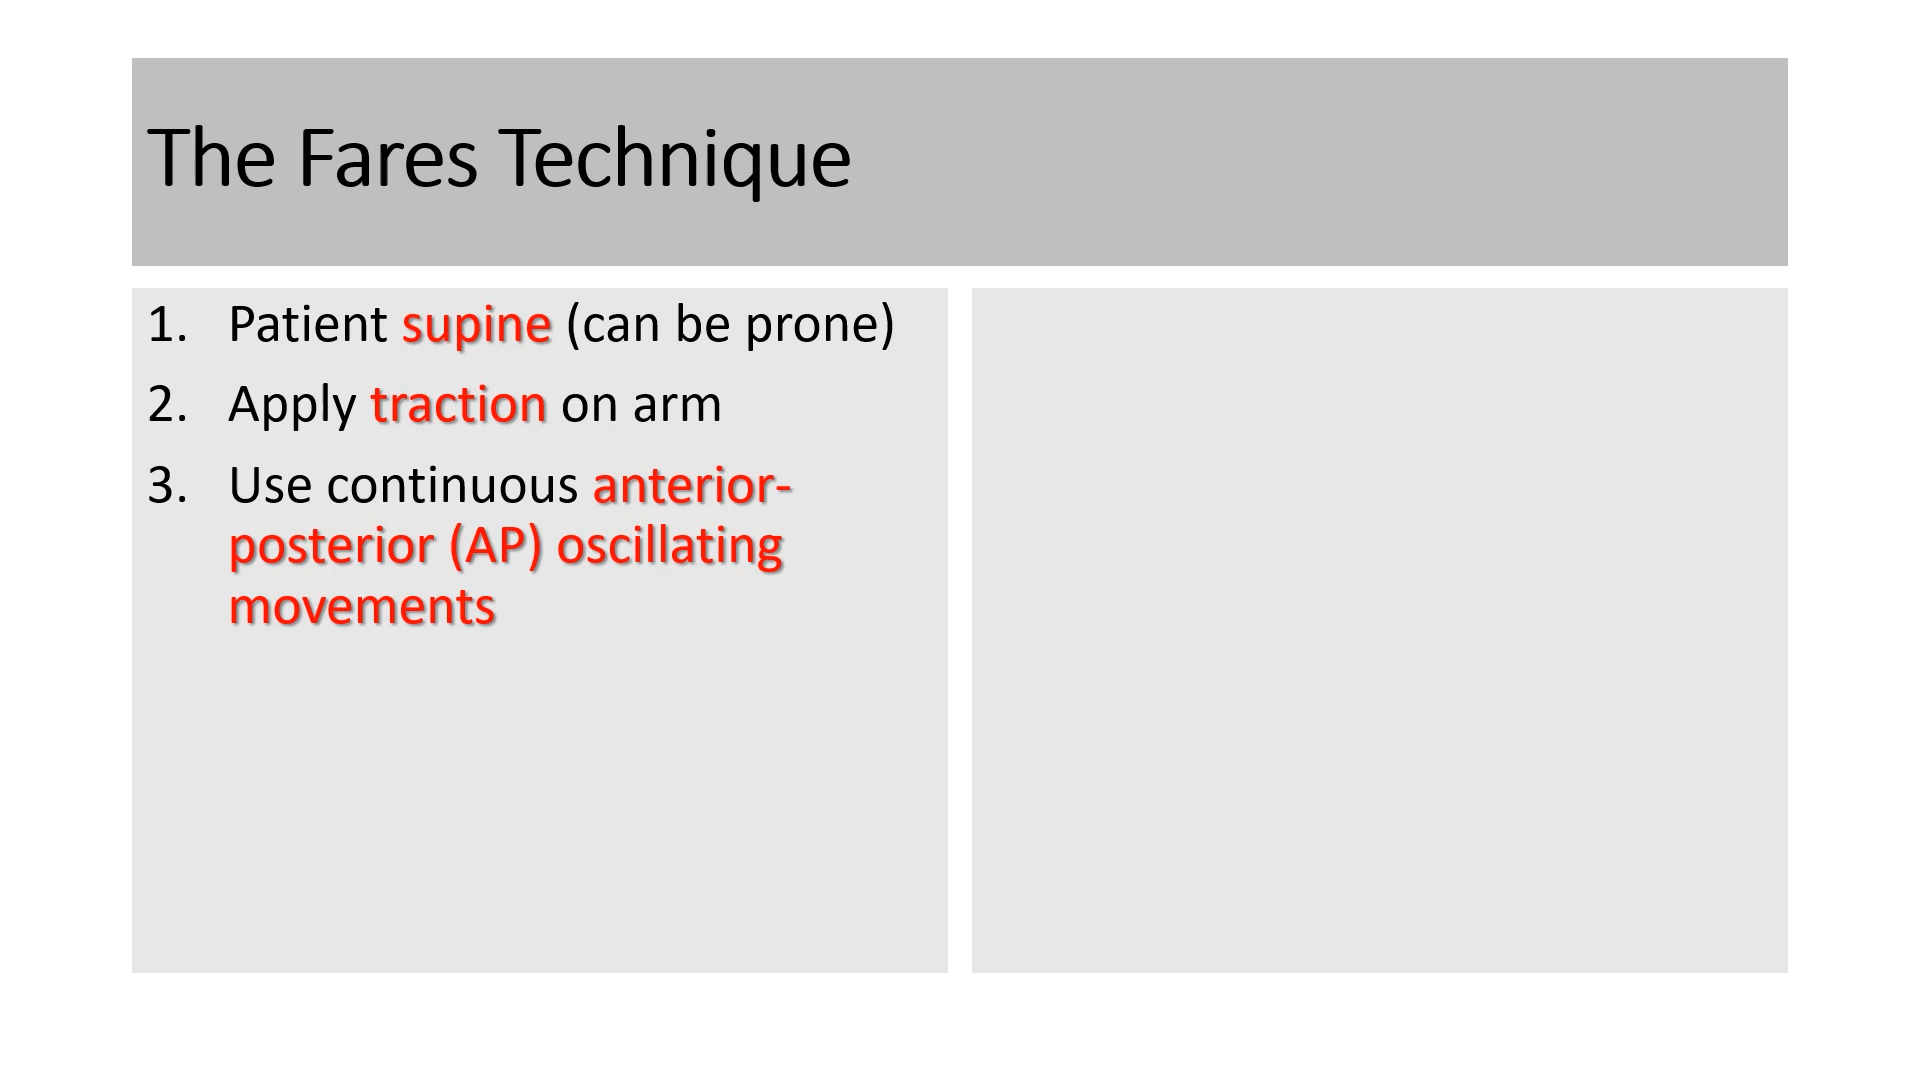 The Fares Technique
1. Patient supine (can be prone)
2. Apply traction on arm
3. Use continuous anterior-
posterior (AP) oscillating
movements